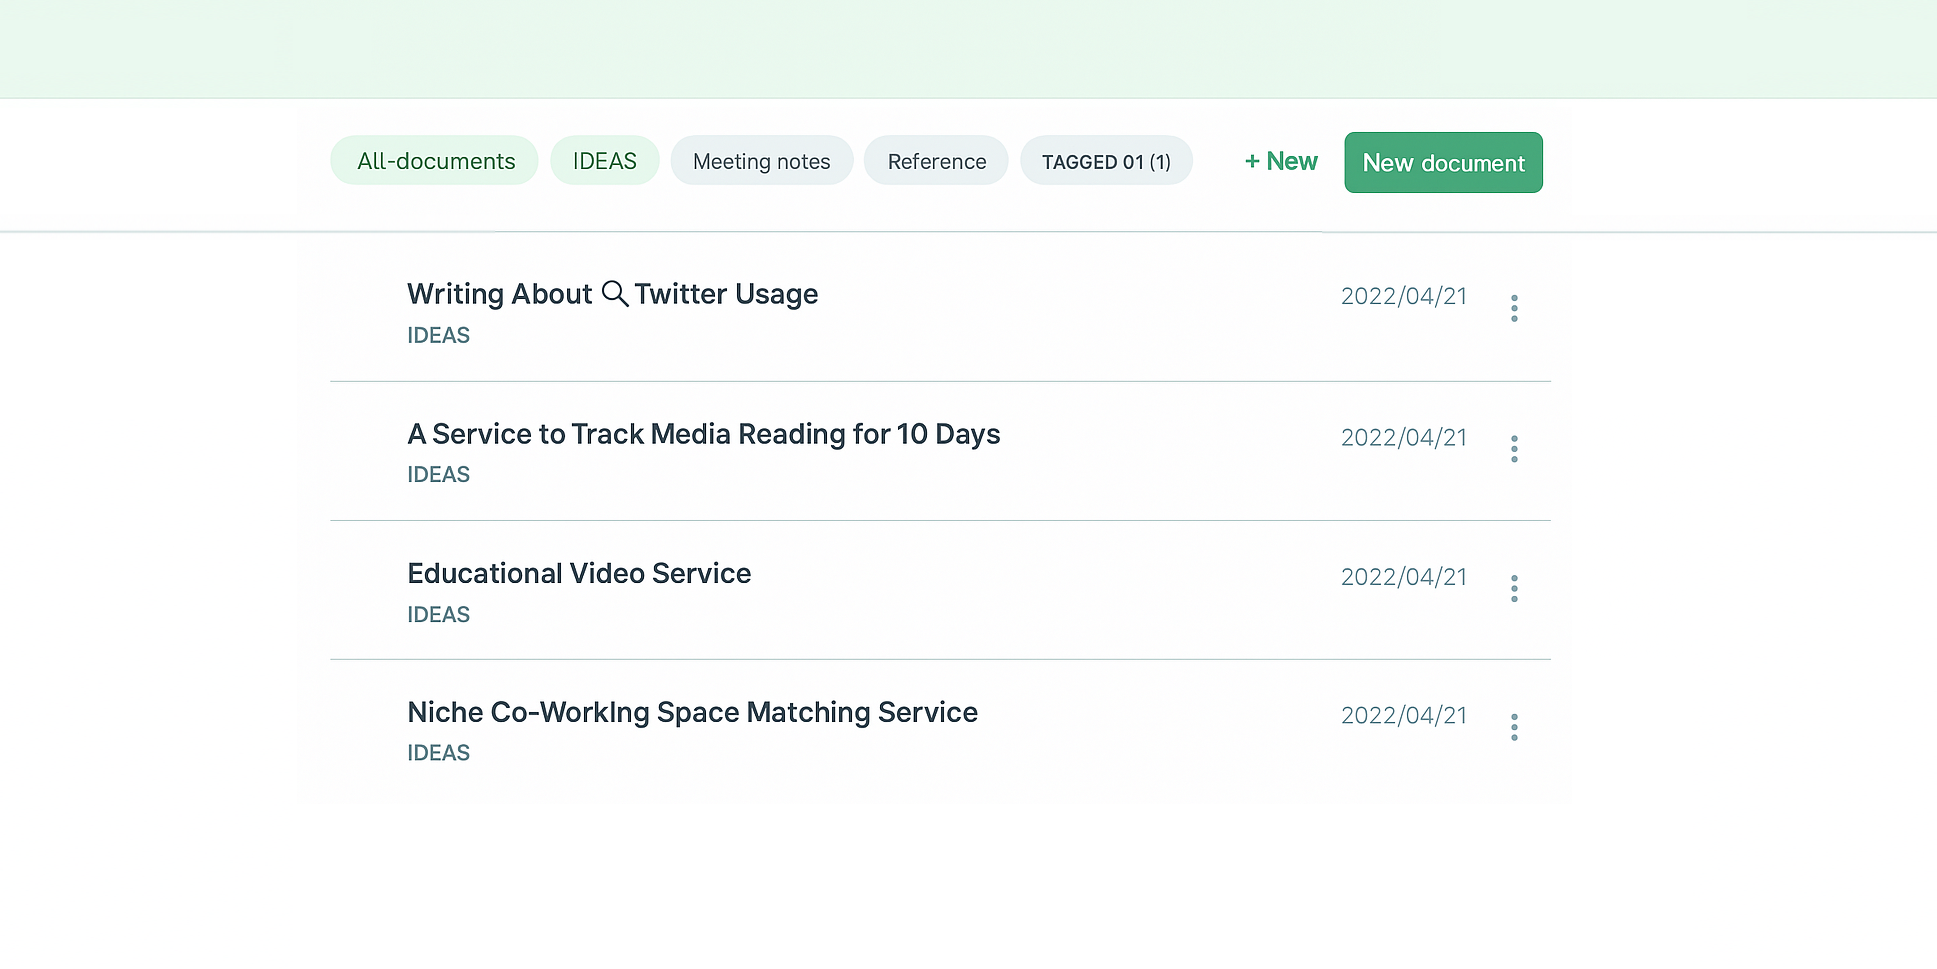 All-documents IDEAS Meeting notes Reference TAGGED 01 (1) + New New document
Writing About Twitter Usage 2022/04/21
IDEAS
A Service to Track Media Reading for 10 Days 2022/04/21
IDEAS
Educational Video Service 2022/04/21
IDEAS
Niche Co-WorkIng Space Matching Service 2022/04/21
IDEAS